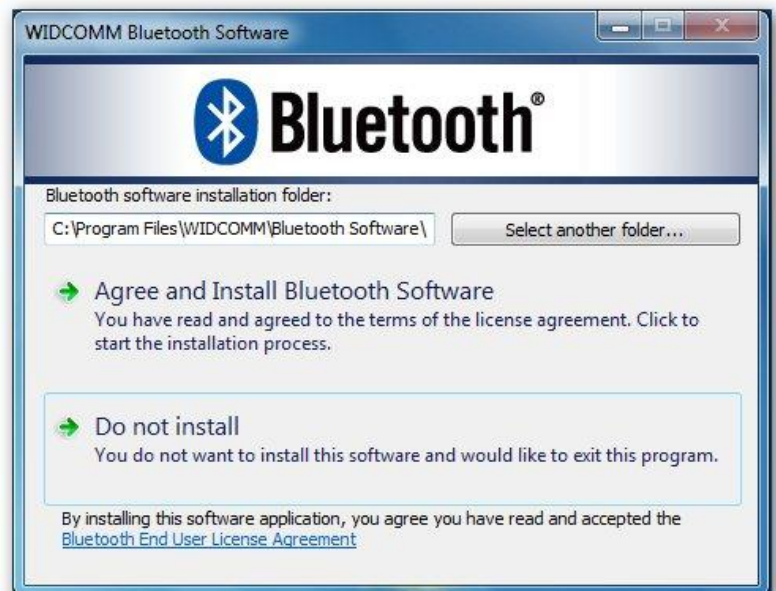 WIDCOMM Bluetooth Software
Bluetooth®
Bluetooth software installation folder:
C:\Program Files\WIDCOMM\Bluetooth Software\
Select another folder...
Agree and Install Bluetooth Software
You have read and agreed to the terms of the license agreement. Click to
start the installation process.
Do not install
You do not want to install this software and would like to exit this program.
By installing this software application, you agree you have read and accepted the
Bluetooth End User License Agreement